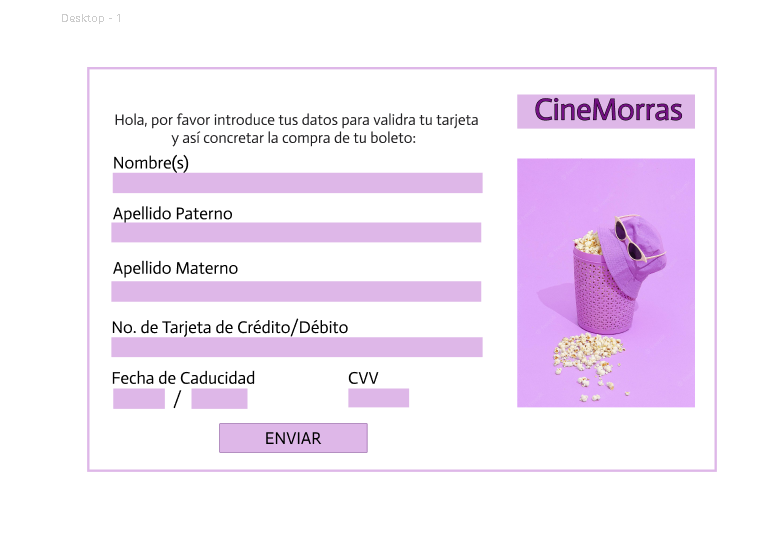 Desktop - 1
CineMorras
Hola, por favor introduce tus datos para validra tu tarjeta
y así concretar la compra de tu boleto:
Nombre(s)
Apellido Paterno
Apellido Materno
No. de Tarjeta de Crédito/Débito
Fecha de Caducidad CVV
/
ENVIAR